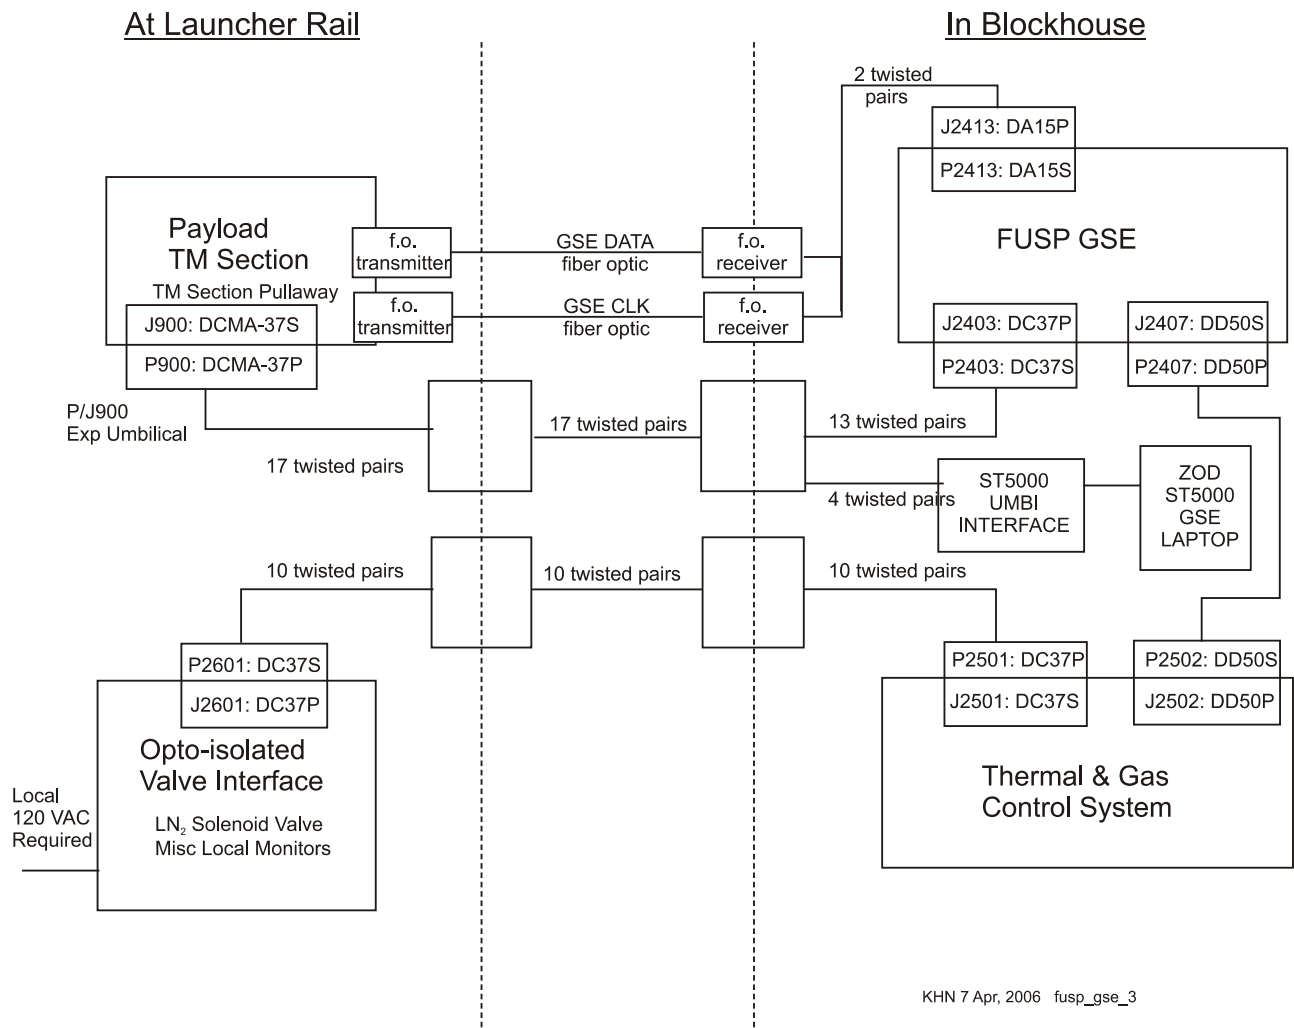 At Launcher Rail
In Blockhouse
2 twisted
pairs
J2413: DA15P
P2413: DA15S
FUSP GSE
J2403: DC37P
P2403: DC37S
J2407: DD50S
P2407: DD50P
Payload
TM Section
TM Section Pullaway
J900: DCMA-37S
P900: DCMA-37P
f.o.
transmitter
f.o.
transmitter
GSE DATA
fiber optic
GSE CLK
fiber optic
f.o.
receiver
f.o.
receiver
P/J900
Exp Umbilical
17 twisted pairs
17 twisted pairs
13 twisted pairs
4 twisted pairs
ST5000
UMBI
INTERFACE
ZOD
ST5000
GSE
LAPTOP
10 twisted pairs
10 twisted pairs
10 twisted pairs
P2601: DC37S
J2601: DC37P
Opto-isolated
Valve Interface
LN₂ Solenoid Valve
Misc Local Monitors
Local
120 VAC
Required
P2501: DC37P
J2501: DC37S
P2502: DD50S
J2502: DD50P
Thermal & Gas
Control System
KHN 7 Apr, 2006 fusp_gse_3